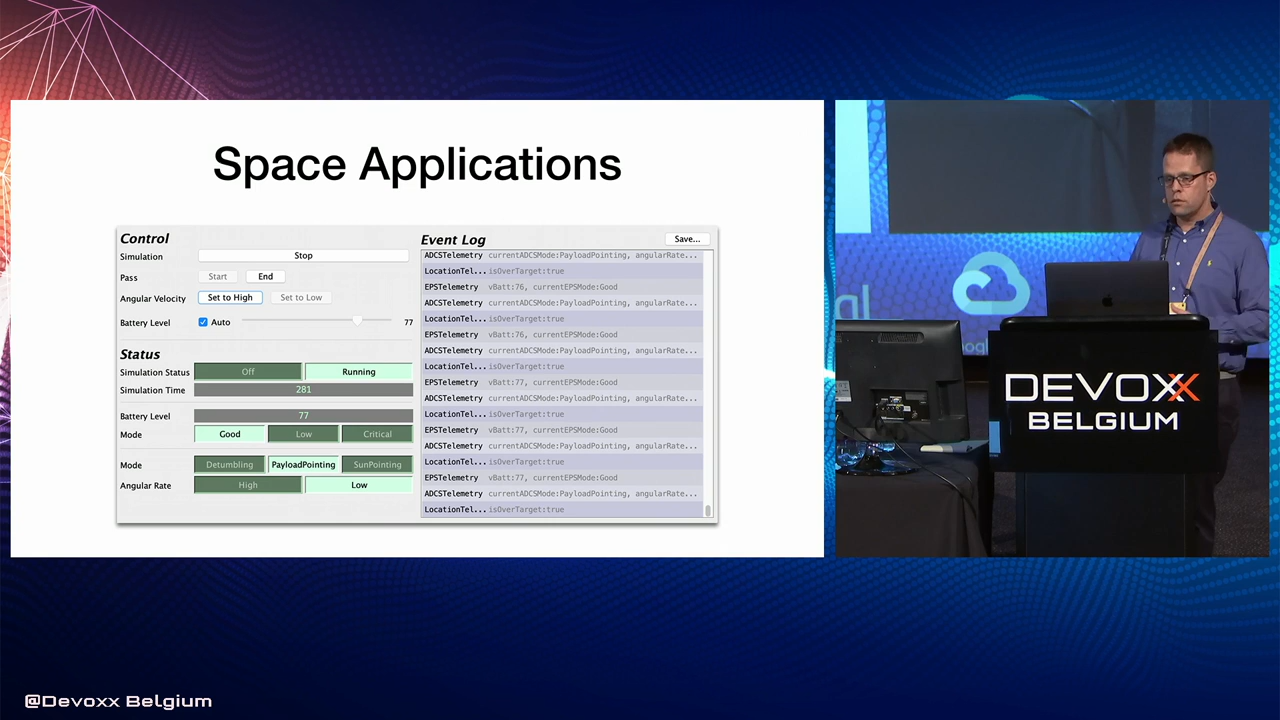 Space Applications
Control
Simulation Stop
Pass Start End
Angular Velocity Set to High Set to Low
Battery Level Auto 77
Status
Simulation Status Off Running
Simulation Time 281
Battery Level 77
Mode Good Low Critical
Mode Detumbling PayloadPointing SunPointing
Angular Rate High Low
Event Log Save...
ADCSTelemetry currentADCSMode:PayloadPointing, angularRate...
LocationTel... isOverTarget:true
EPSTelemetry vBatt:76, currentEPSMode:Good
ADCSTelemetry currentADCSMode:PayloadPointing, angularRate...
LocationTel... isOverTarget:true
EPSTelemetry vBatt:76, currentEPSMode:Good
ADCSTelemetry currentADCSMode:PayloadPointing, angularRate...
LocationTel... isOverTarget:true
EPSTelemetry vBatt:77, currentEPSMode:Good
ADCSTelemetry currentADCSMode:PayloadPointing, angularRate...
LocationTel... isOverTarget:true
EPSTelemetry vBatt:77, currentEPSMode:Good
ADCSTelemetry currentADCSMode:PayloadPointing, angularRate...
LocationTel... isOverTarget:true
EPSTelemetry vBatt:77, currentEPSMode:Good
ADCSTelemetry currentADCSMode:PayloadPointing, angularRate...
LocationTel... isOverTarget:true
DEVOXX
BELGIUM
@Devoxx Belgium